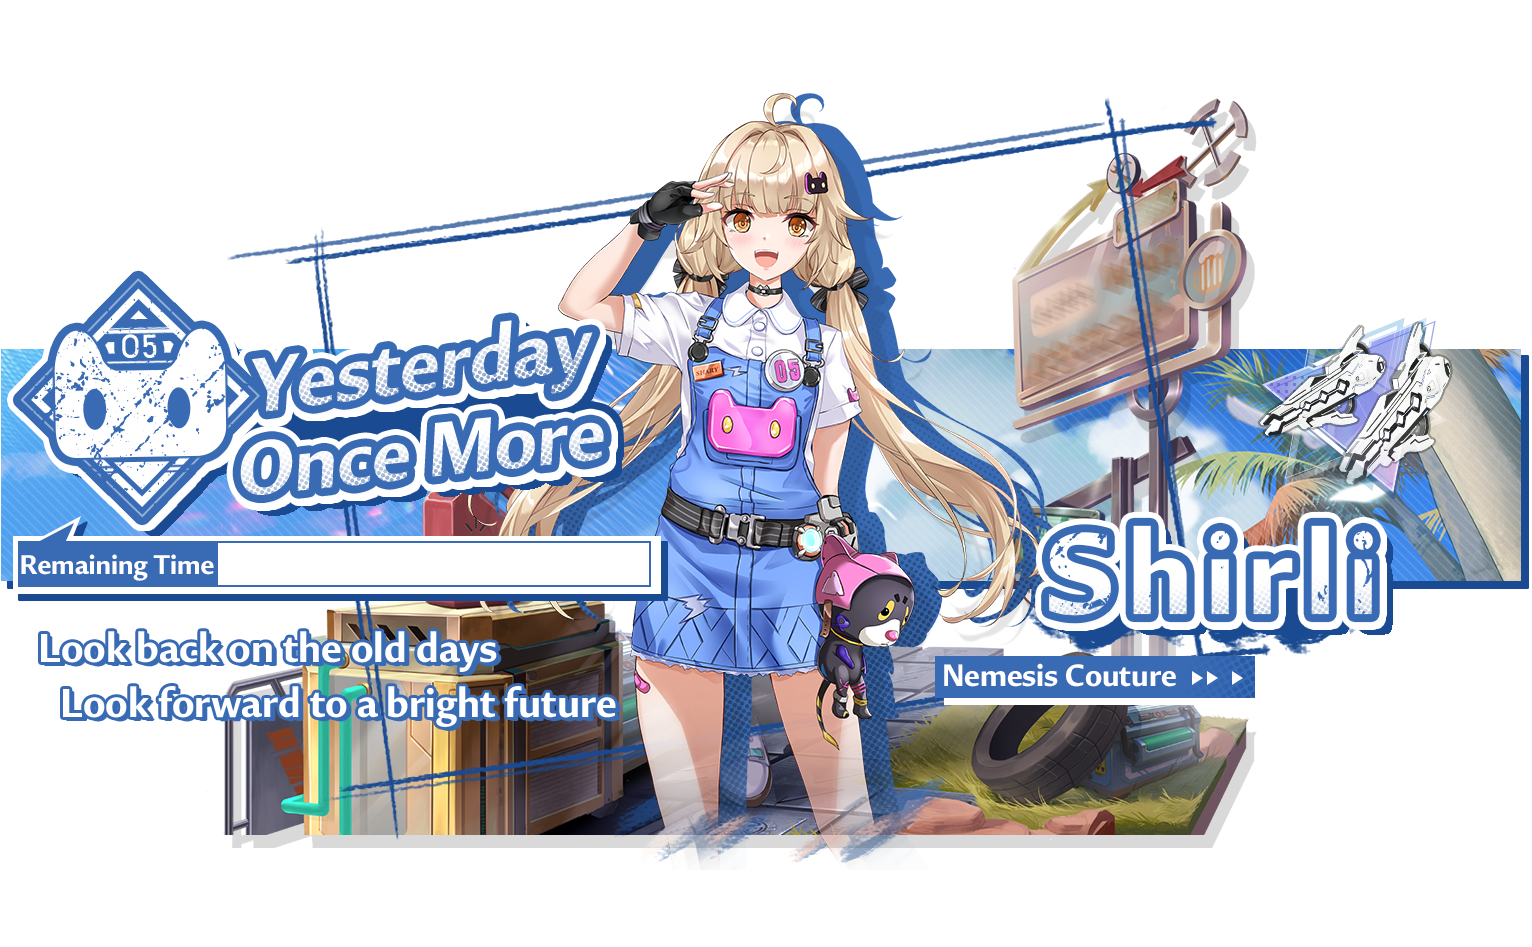 05
Yesterday
Once More
Remaining Time
Look back on the old days
Look forward to a bright future
SHARY
05
Shirli
Nemesis Couture